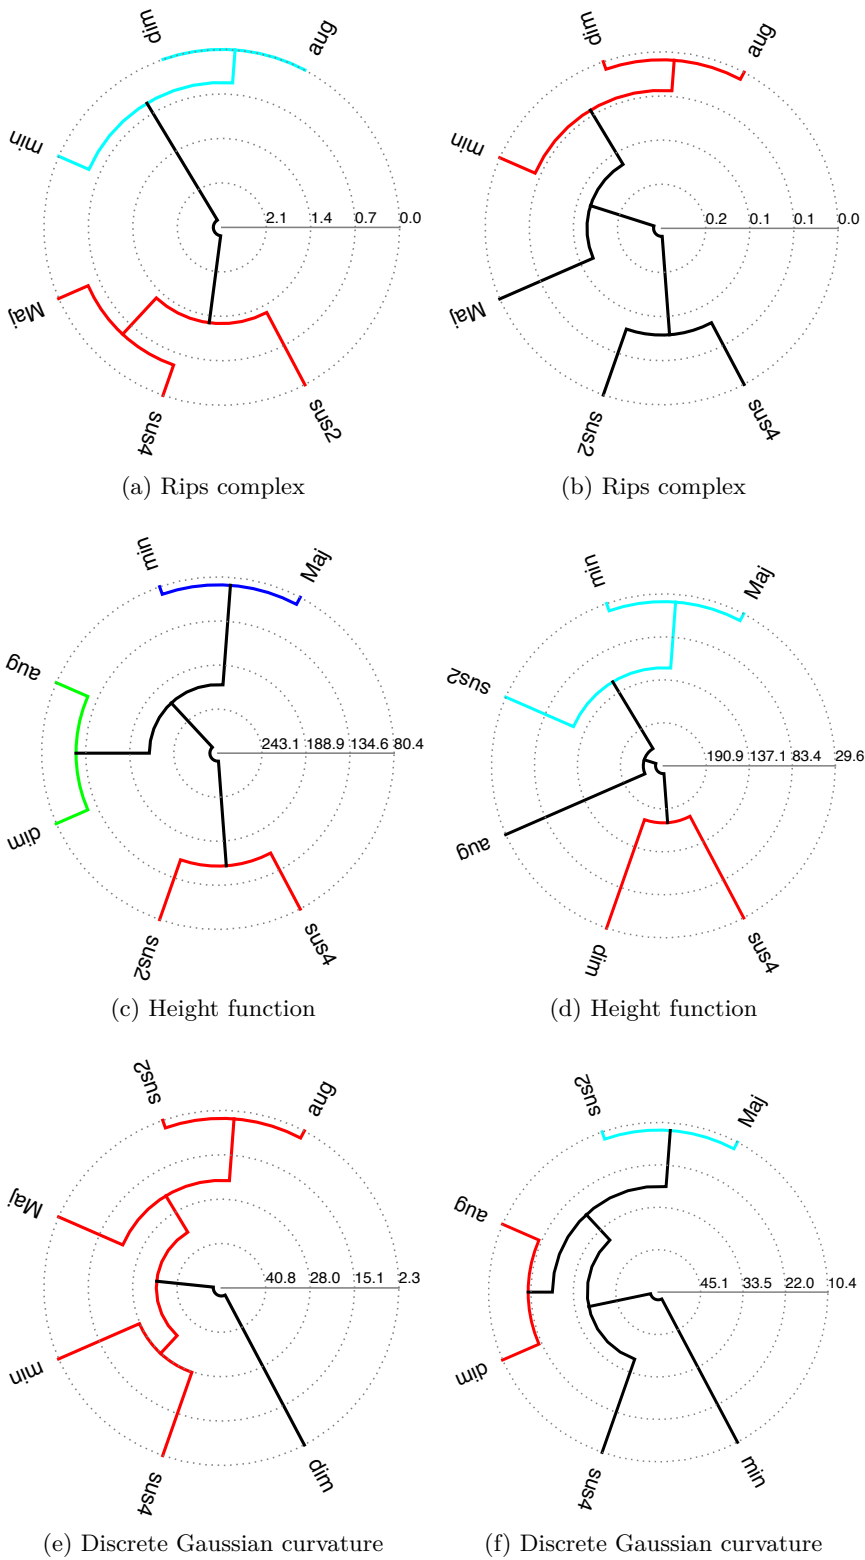 dim aug
min
2.1 1.4 0.7 0.0
Maj
sus4 sus2
(a) Rips complex
dim aug
min
0.2 0.1 0.1 0.0
Maj
sus2 sus4
(b) Rips complex
min Maj
aug
243.1 188.9 134.6 80.4
dim
sus2 sus4
(c) Height function
min Maj
sus2
190.9 137.1 83.4 29.6
aug
dim sus4
(d) Height function
sus2 aug
Maj
40.8 28.0 15.1 2.3
min
sus4 dim
(e) Discrete Gaussian curvature
sus2 Maj
aug
45.1 33.5 22.0 10.4
dim
sus4 min
(f) Discrete Gaussian curvature